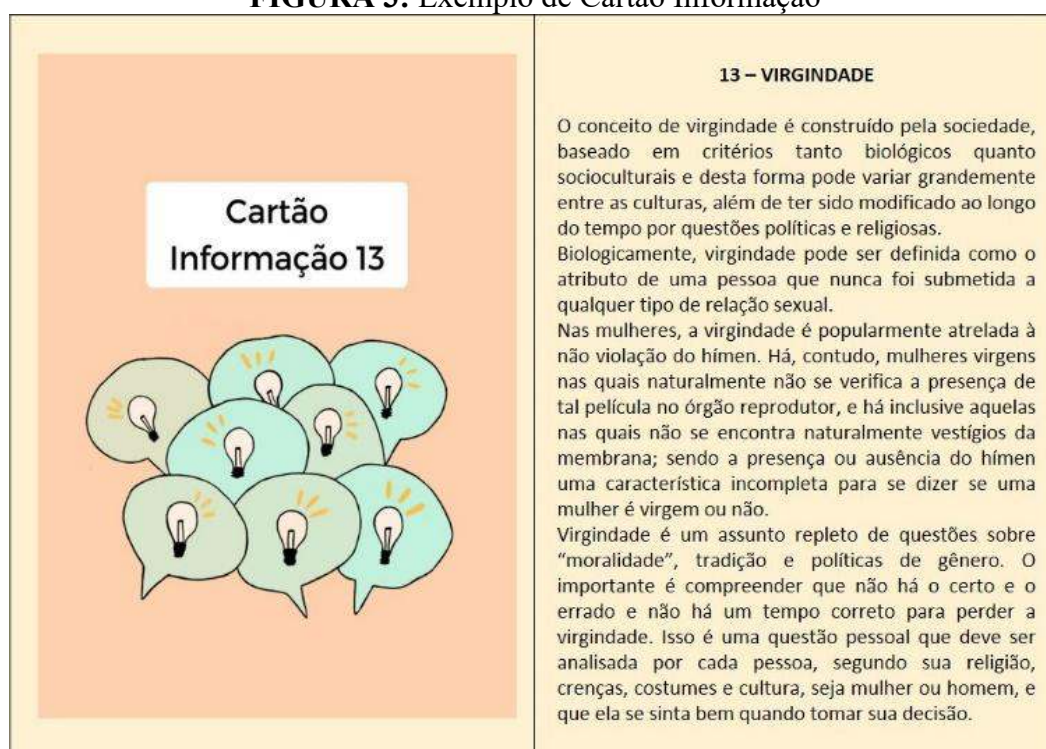 FIGURA 3: Exemplo de Cartão Informação
Cartão
Informação 13
13 – VIRGINDADE
O conceito de virgindade é construído pela sociedade,
baseado em critérios tanto biológicos quanto
socioculturais e desta forma pode variar grandemente
entre as culturas, além de ter sido modificado ao longo
do tempo por questões políticas e religiosas.
Biologicamente, virgindade pode ser definida como o
atributo de uma pessoa que nunca foi submetida a
qualquer tipo de relação sexual.
Nas mulheres, a virgindade é popularmente atrelada à
não violação do hímen. Há, contudo, mulheres virgens
nas quais naturalmente não se verifica a presença de
tal película no órgão reprodutor, e há inclusive aquelas
nas quais não se encontra naturalmente vestígios da
membrana; sendo a presença ou ausência do hímen
uma característica incompleta para se dizer se uma
mulher é virgem ou não.
Virgindade é um assunto repleto de questões sobre
“moralidade”, tradição e políticas de gênero. O
importante é compreender que não há o certo e o
errado e não há um tempo correto para perder a
virgindade. Isso é uma questão pessoal que deve ser
analisada por cada pessoa, segundo sua religião,
crenças, costumes e cultura, seja mulher ou homem, e
que ela se sinta bem quando tomar sua decisão.